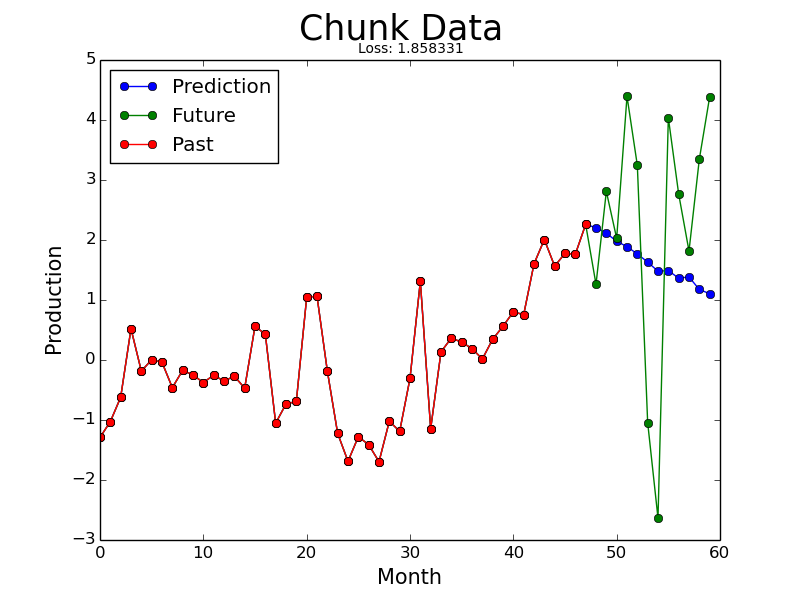 Chunk Data
Loss: 1.858331
Prediction
Future
Past
Production
5
4
3
2
1
0
−1
−2
−3
0 10 20 30 40 50 60
Month